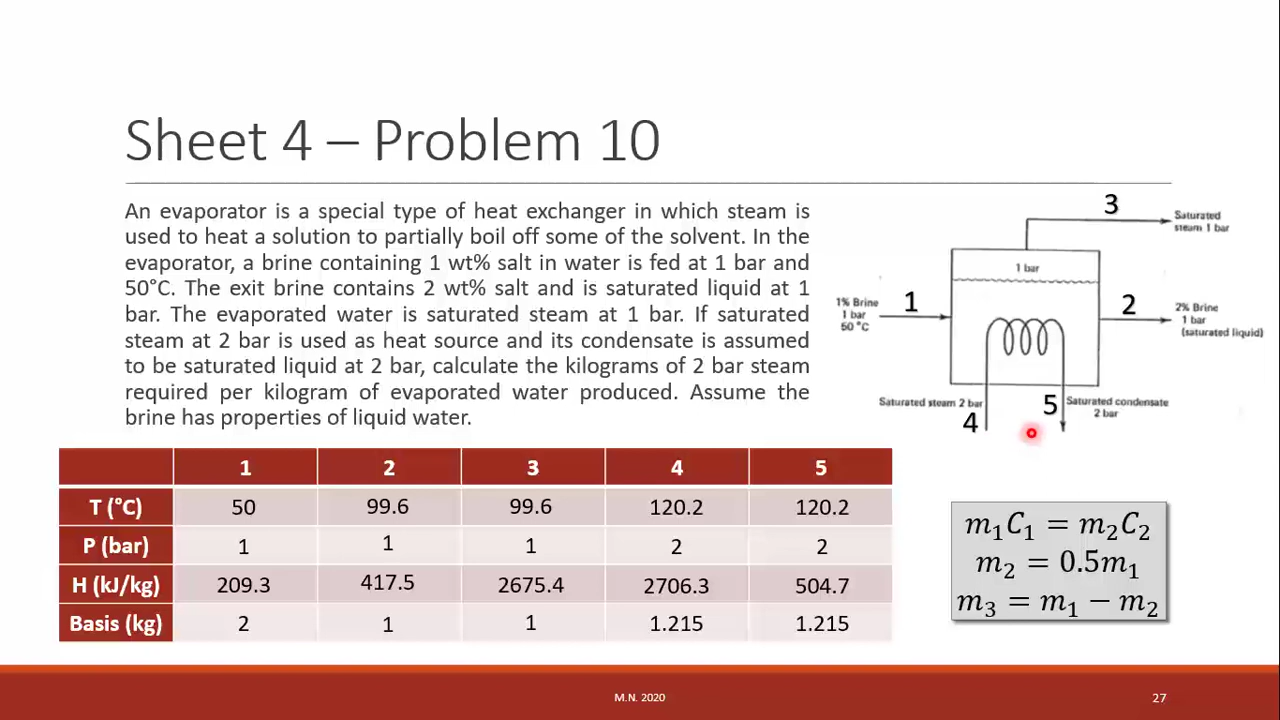 Sheet 4 – Problem 10
An evaporator is a special type of heat exchanger in which steam is
used to heat a solution to partially boil off some of the solvent. In the
evaporator, a brine containing 1 wt% salt in water is fed at 1 bar and
50°C. The exit brine contains 2 wt% salt and is saturated liquid at 1
bar. The evaporated water is saturated steam at 1 bar. If saturated
steam at 2 bar is used as heat source and its condensate is assumed
to be saturated liquid at 2 bar, calculate the kilograms of 2 bar steam
required per kilogram of evaporated water produced. Assume the
brine has properties of liquid water.
3
Saturated
steam 1 bar
1 bar
1% Brine
1 bar
50 °C
1
2
2% Brine
1 bar
(saturated liquid)
Saturated steam 2 bar
4
5
Saturated condensate
2 bar
1 2 3 4 5
T (°C) 50 99.6 99.6 120.2 120.2
P (bar) 1 1 1 2 2
H (kJ/kg) 209.3 417.5 2675.4 2706.3 504.7
Basis (kg) 2 1 1 1.215 1.215
m₁C₁ = m₂C₂
m₂ = 0.5m₁
m₃ = m₁ − m₂
M.N. 2020
27